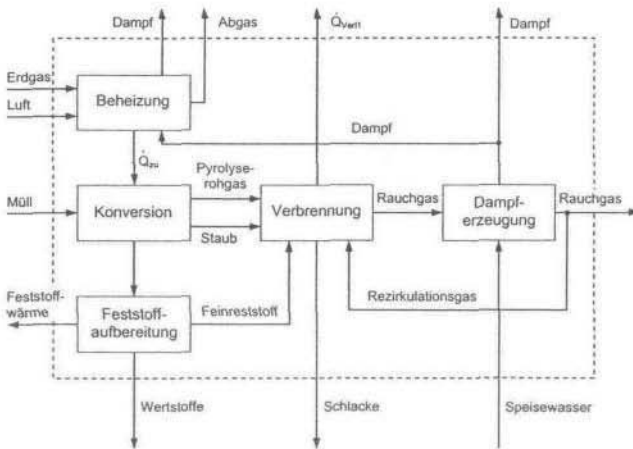 Dampf
Abgas
Q̇Verl1
Dampf
Erdgas
Luft
Beheizung
Dampf
Q̇zu
Pyrolyse-
rohgas
Müll
Konversion
Verbrennung
Rauchgas
Dampf-
erzeugung
Rauchgas
Staub
Feststoff-
wärme
Feststoff-
aufbereitung
Feinreststoff
Rezirkulationsgas
Wertstoffe
Schlacke
Speisewasser